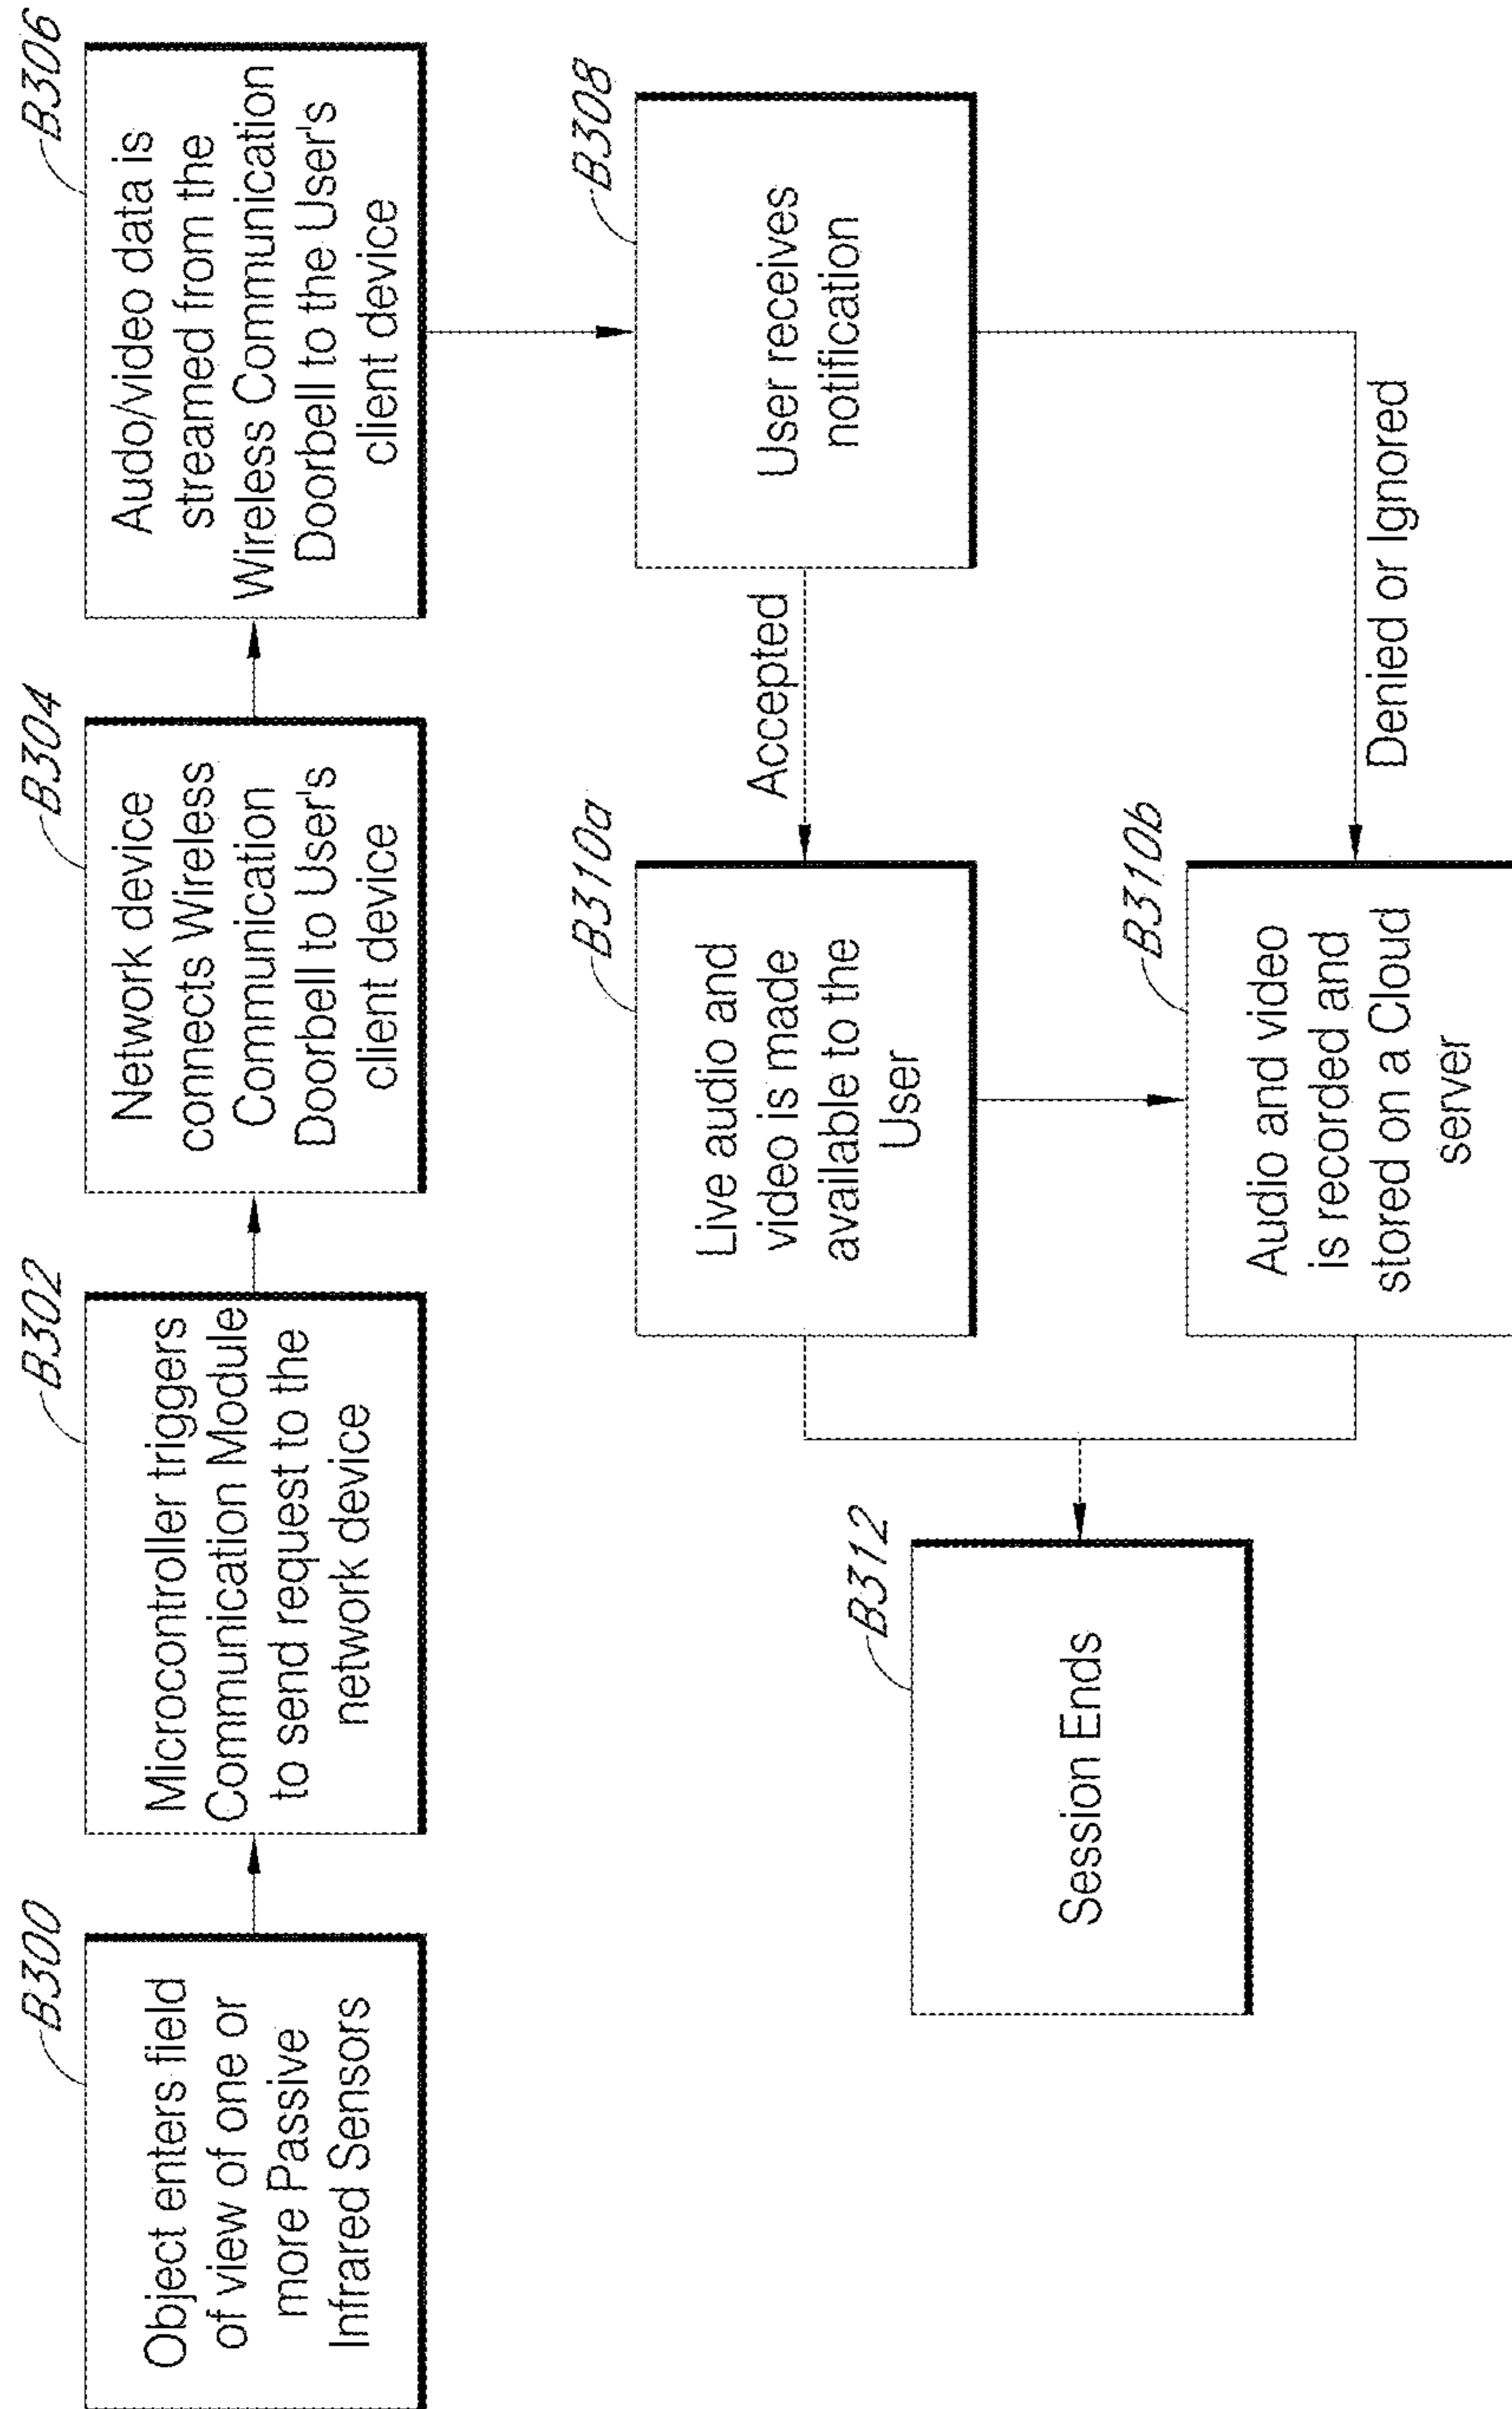 B300
Object enters field
of view of one or
more Passive
Infrared Sensors
B302
Microcontroller triggers
Communication Module
to send request to the
network device
B304
Network device
connects Wireless
Communication
Doorbell to User's
client device
B306
Audo/video data is
streamed from the
Wireless Communication
Doorbell to the User's
client device
B308
User receives
notification
Accepted
Denied or Ignored
B310a
Live audio and
video is made
available to the
User
B310b
Audio and video
is recorded and
stored on a Cloud
server
B312
Session Ends